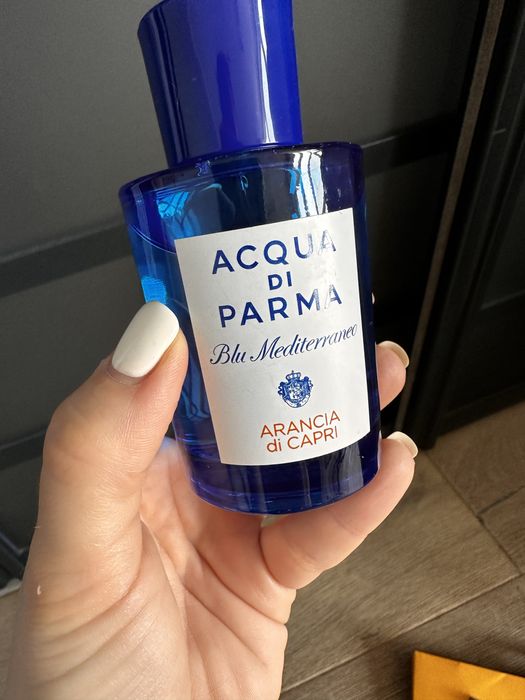 ACQUA
DI
PARMA
Blu Mediterraneo
ARANCIA
di CAPRI